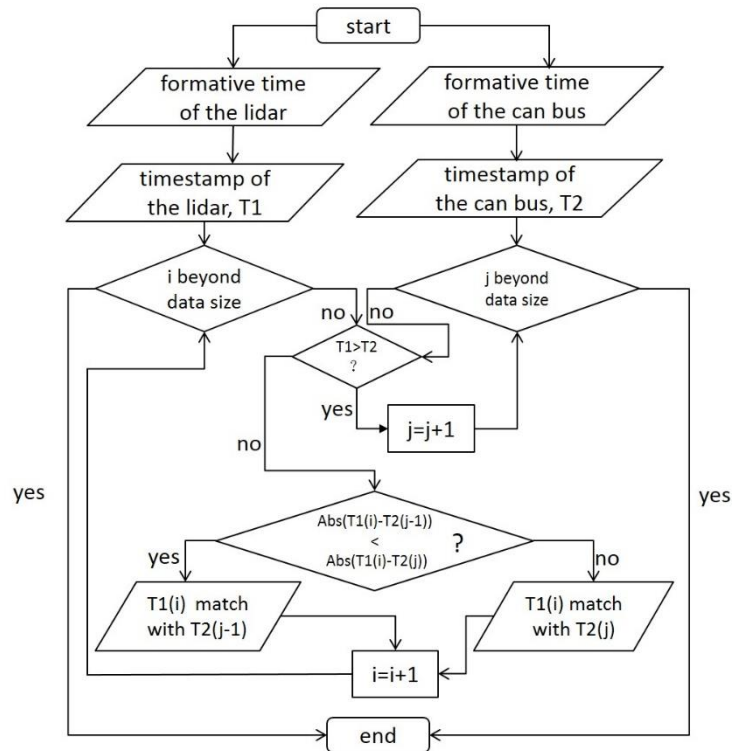 start
formative time
of the lidar
formative time
of the can bus
timestamp of
the lidar, T1
timestamp of
the can bus, T2
i beyond
data size
j beyond
data size
no
no
T1>T2
?
yes
j=j+1
no
yes
yes
Abs(T1(i)-T2(j-1))
<
Abs(T1(i)-T2(j))
?
yes
no
T1(i) match
with T2(j-1)
T1(i) match
with T2(j)
i=i+1
end